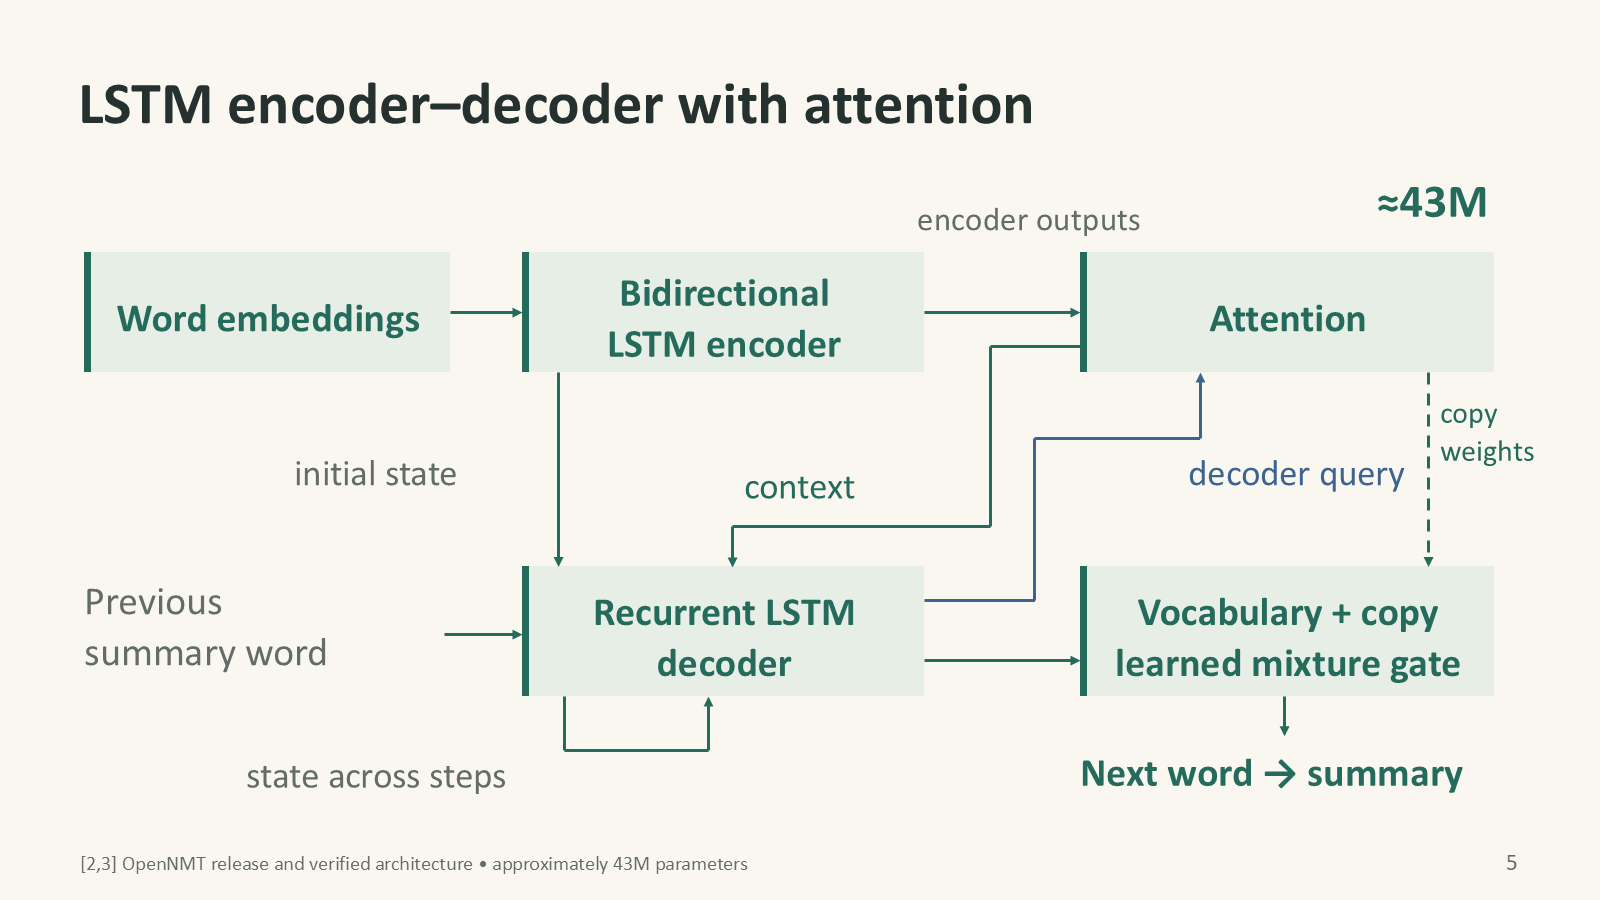 LSTM encoder–decoder with attention
≈43M
encoder outputs
Word embeddings
Bidirectional
LSTM encoder
Attention
copy
weights
initial state
context
decoder query
Previous
summary word
Recurrent LSTM
decoder
Vocabulary + copy
learned mixture gate
state across steps
Next word → summary
[2,3] OpenNMT release and verified architecture • approximately 43M parameters
5